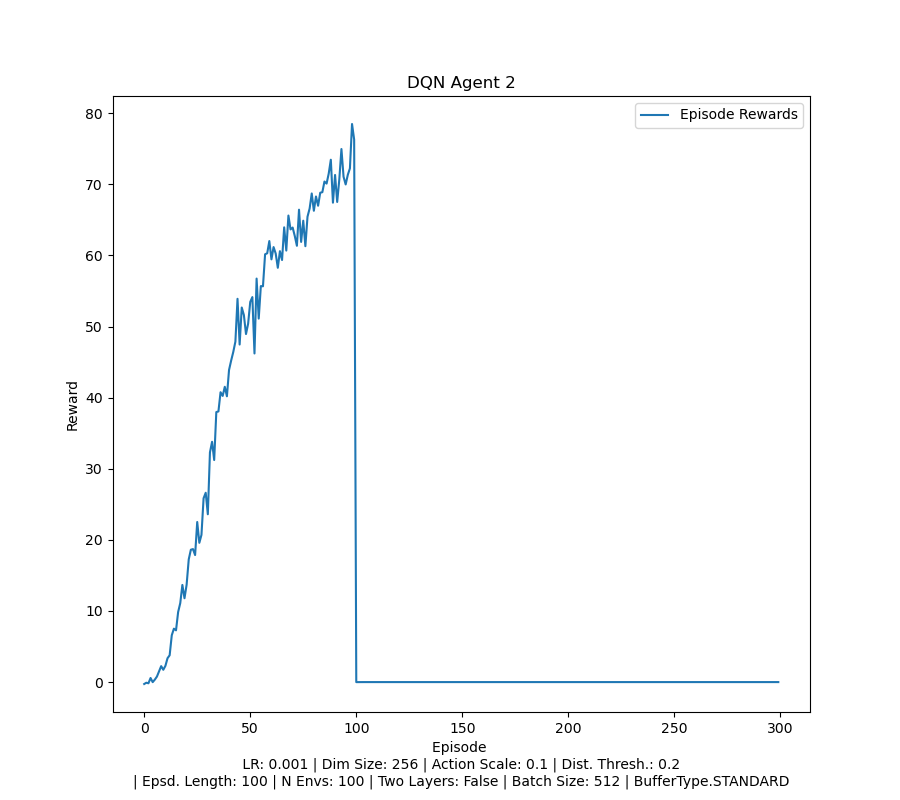 DQN Agent 2
Episode Rewards
80
70
60
50
40
30
20
10
0
Reward
0 50 100 150 200 250 300
Episode
LR: 0.001 | Dim Size: 256 | Action Scale: 0.1 | Dist. Thresh.: 0.2
| Epsd. Length: 100 | N Envs: 100 | Two Layers: False | Batch Size: 512 | BufferType.STANDARD